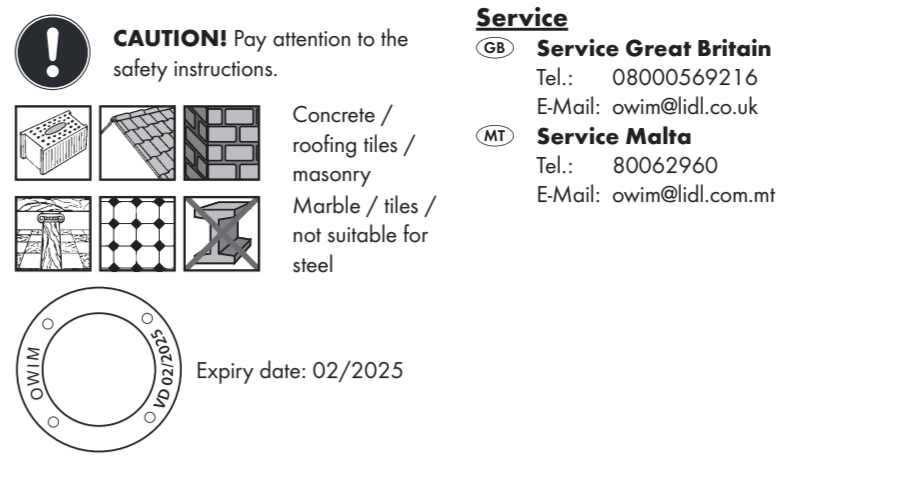 CAUTION! Pay attention to the
safety instructions.
Concrete /
roofing tiles /
masonry
Marble / tiles /
not suitable for
steel
OWIM
VD 02/2025
Expiry date: 02/2025
Service
GB Service Great Britain
Tel.: 08000569216
E-Mail: owim@lidl.co.uk
MT Service Malta
Tel.: 80062960
E-Mail: owim@lidl.com.mt